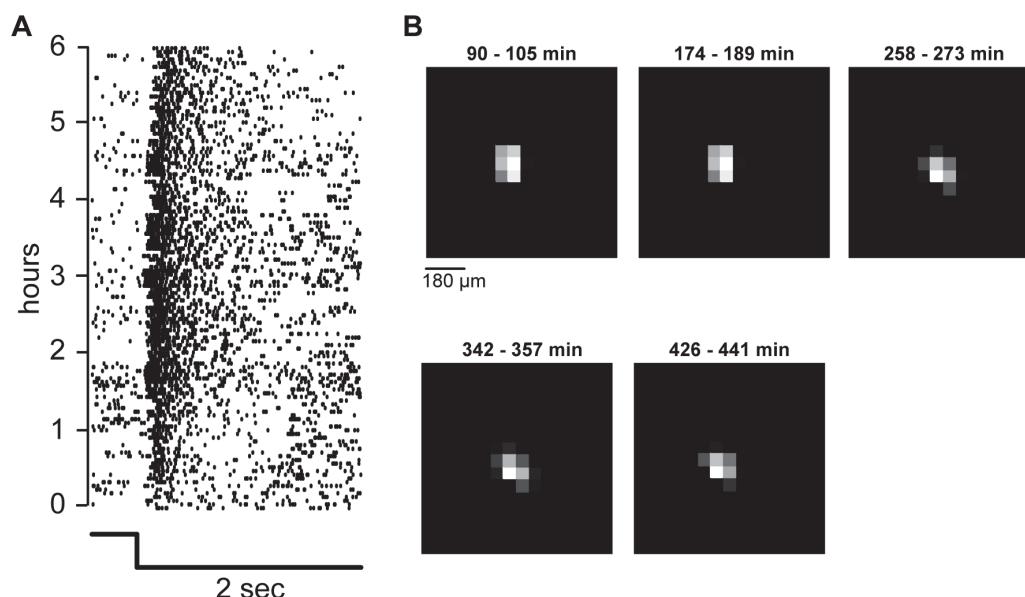 A
6
5
4
3
2
1
0
hours
2 sec
B
90 - 105 min
174 - 189 min
258 - 273 min
180 µm
342 - 357 min
426 - 441 min